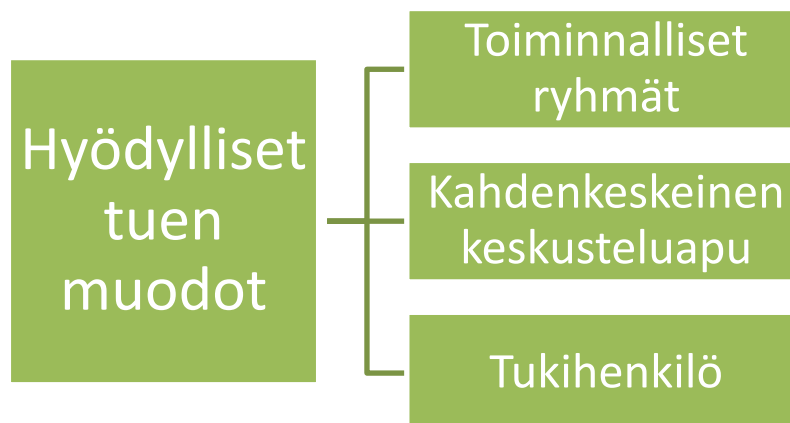 Hyödylliset
tuen
muodot
Toiminnalliset
ryhmät
Kahdenkeskeinen
keskusteluapu
Tukihenkilö